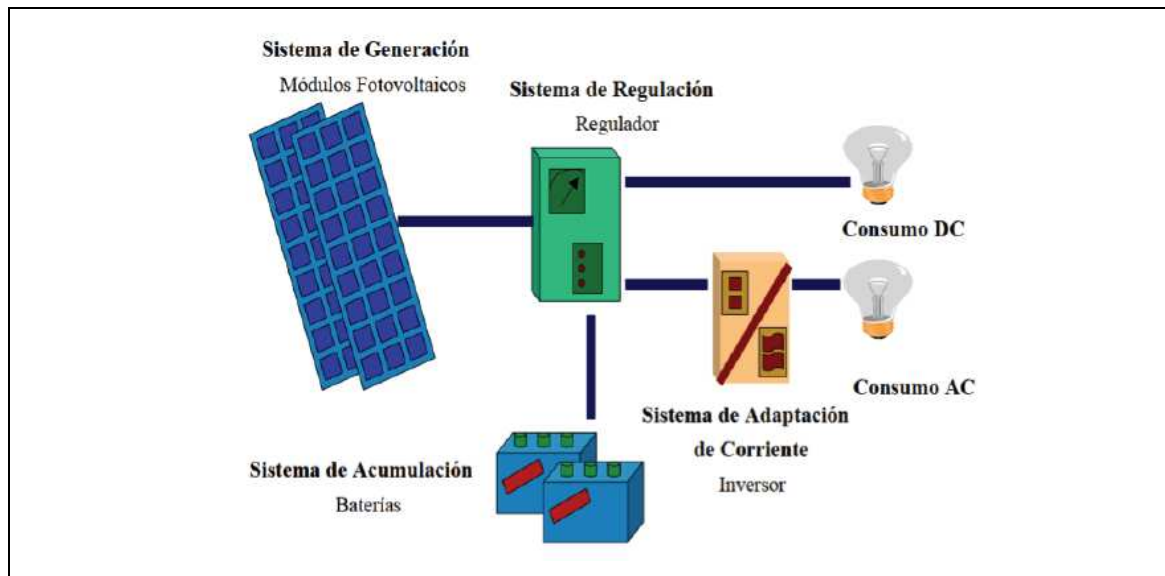 Sistema de Generación
Módulos Fotovoltaicos
Sistema de Regulación
Regulador
Consumo DC
Consumo AC
Sistema de Adaptación
de Corriente
Inversor
Sistema de Acumulación
Baterías